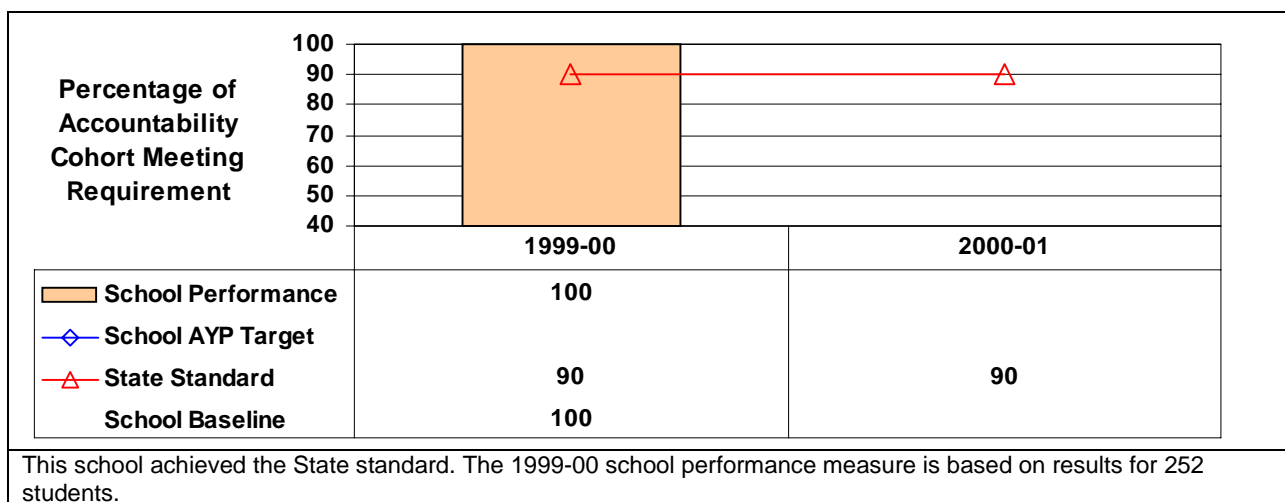 Percentage of
Accountability
Cohort Meeting
Requirement
100
90
80
70
60
50
40
1999-00 2000-01
School Performance 100
School AYP Target
State Standard 90 90
School Baseline 100
This school achieved the State standard. The 1999-00 school performance measure is based on results for 252
students.